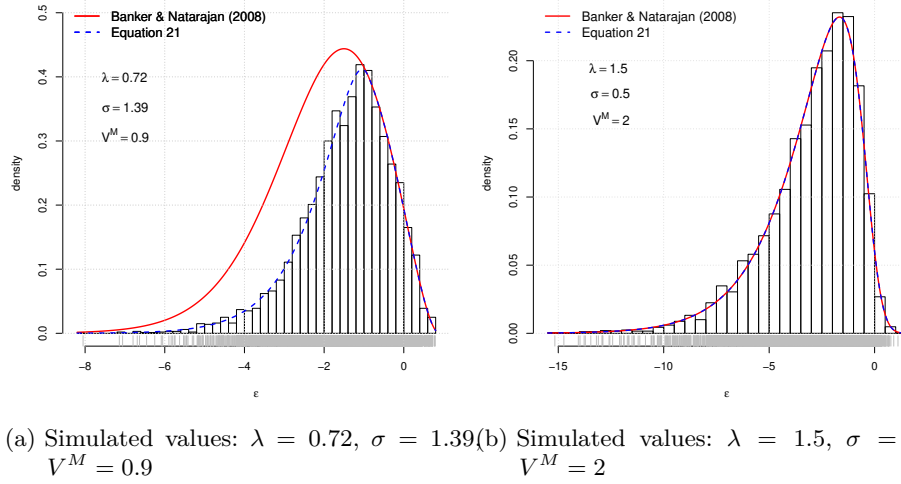 Banker & Natarajan (2008)
Equation 21
λ = 0.72
σ = 1.39
V^M = 0.9
density
0.0
0.1
0.2
0.3
0.4
0.5
−8
−6
−4
−2
0
ε
Banker & Natarajan (2008)
Equation 21
λ = 1.5
σ = 0.5
V^M = 2
density
0.00
0.05
0.10
0.15
0.20
−15
−10
−5
0
ε
(a) Simulated values: λ = 0.72, σ = 1.39,
V^M = 0.9
(b) Simulated values: λ = 1.5, σ =
V^M = 2